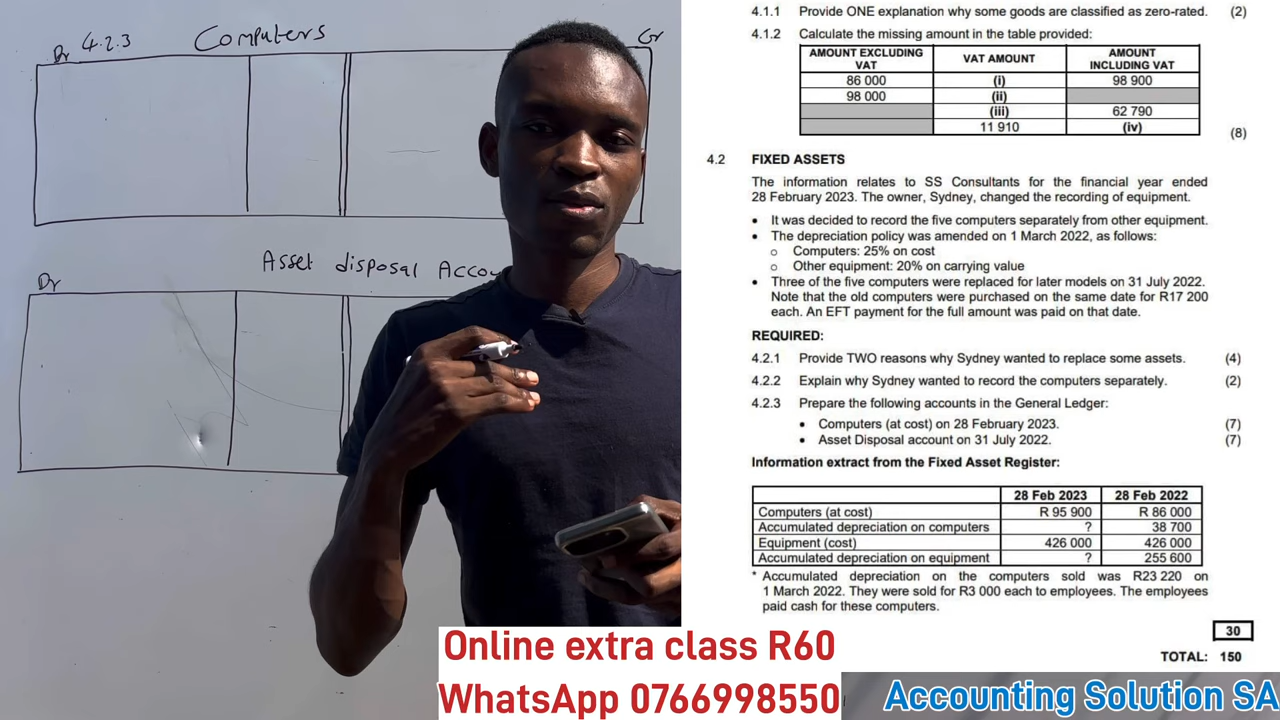 Dr 4.2.3 Computers Cr
Dr Asset disposal Accou
4.1.1 Provide ONE explanation why some goods are classified as zero-rated. (2)
4.1.2 Calculate the missing amount in the table provided:
AMOUNT EXCLUDING VAT VAT AMOUNT AMOUNT INCLUDING VAT
86 000 (i) 98 900
98 000 (ii)
(iii) 62 790
11 910 (iv)
(8)
4.2 FIXED ASSETS
The information relates to SS Consultants for the financial year ended
28 February 2023. The owner, Sydney, changed the recording of equipment.
• It was decided to record the five computers separately from other equipment.
• The depreciation policy was amended on 1 March 2022, as follows:
o Computers: 25% on cost
o Other equipment: 20% on carrying value
• Three of the five computers were replaced for later models on 31 July 2022.
Note that the old computers were purchased on the same date for R17 200
each. An EFT payment for the full amount was paid on that date.
REQUIRED:
4.2.1 Provide TWO reasons why Sydney wanted to replace some assets. (4)
4.2.2 Explain why Sydney wanted to record the computers separately. (2)
4.2.3 Prepare the following accounts in the General Ledger:
• Computers (at cost) on 28 February 2023. (7)
• Asset Disposal account on 31 July 2022. (7)
Information extract from the Fixed Asset Register:
28 Feb 2023 28 Feb 2022
Computers (at cost) R 95 900 R 86 000
Accumulated depreciation on computers ? 38 700
Equipment (cost) 426 000 426 000
Accumulated depreciation on equipment ? 255 600
* Accumulated depreciation on the computers sold was R23 220 on
1 March 2022. They were sold for R3 000 each to employees. The employees
paid cash for these computers.
30
TOTAL: 150
Online extra class R60
WhatsApp 0766998550
Accounting Solution SA